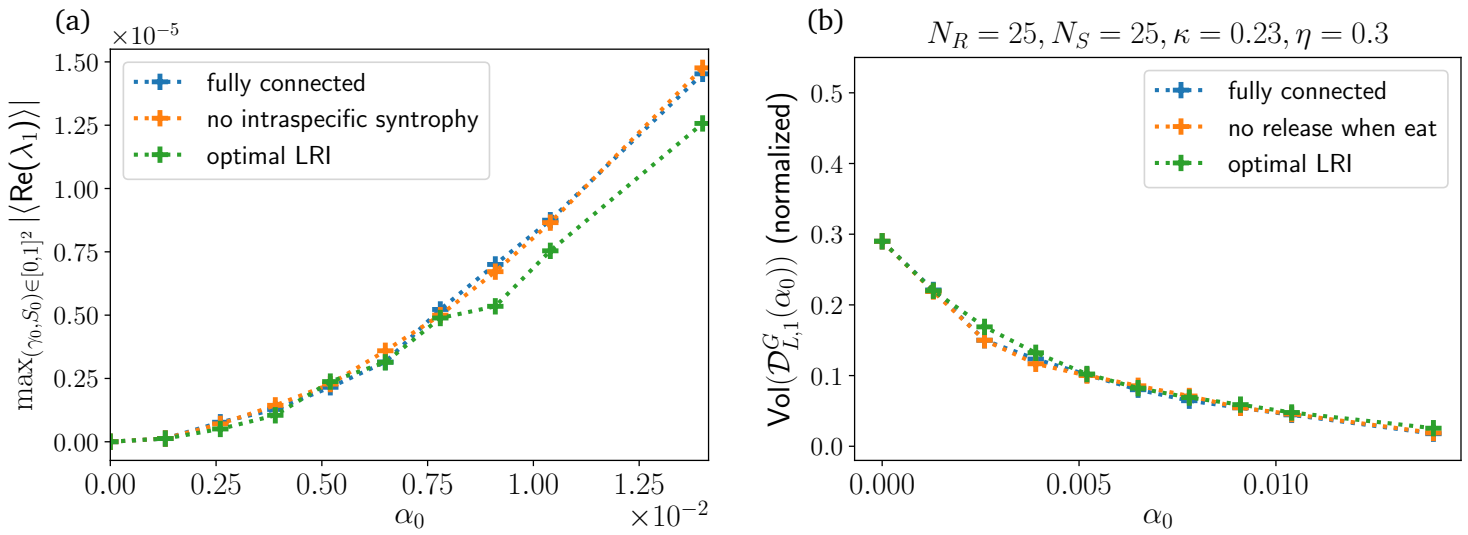 (a)
×10⁻⁵
max_{(γ₀,S₀)∈[0,1]²} |⟨Re(λ₁)⟩|
1.50
1.25
1.00
0.75
0.50
0.25
0.00
fully connected
no intraspecific syntrophy
optimal LRI
0.00 0.25 0.50 0.75 1.00 1.25
×10⁻²
α₀
(b)
N_R = 25, N_S = 25, κ = 0.23, η = 0.3
Vol(𝒟_{L,1}^G(α₀)) (normalized)
0.5
0.4
0.3
0.2
0.1
0.0
fully connected
no release when eat
optimal LRI
0.000 0.005 0.010
α₀